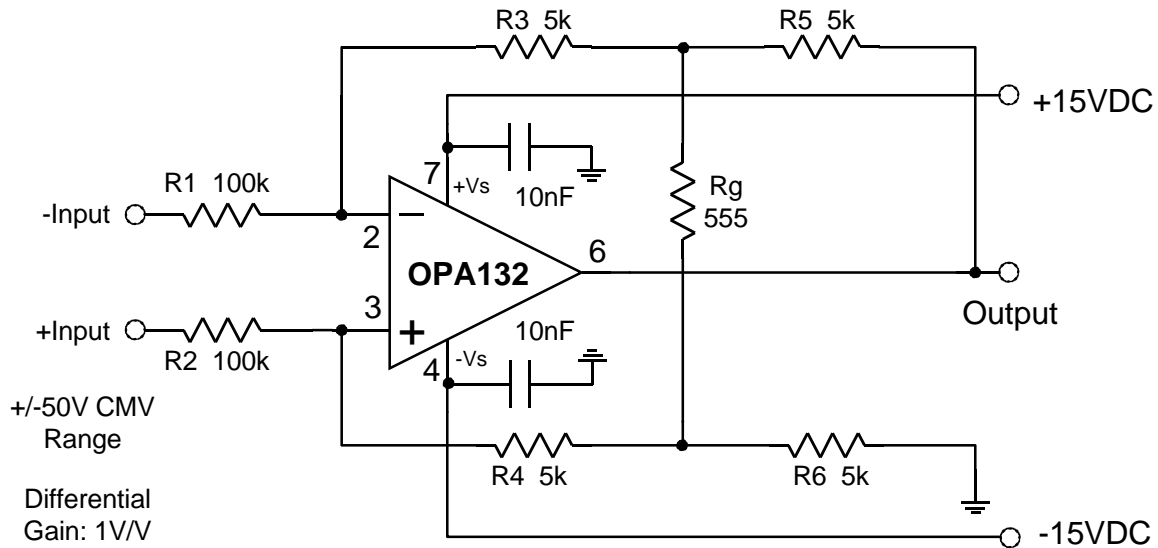 R3 5k
R5 5k
+15VDC
7
+Vs
10nF
R1 100k
Rg
555
-Input
2
6
OPA132
3
10nF
Output
+Input
R2 100k
4
-Vs
+/-50V CMV
Range
R4 5k
R6 5k
Differential
Gain: 1V/V
-15VDC